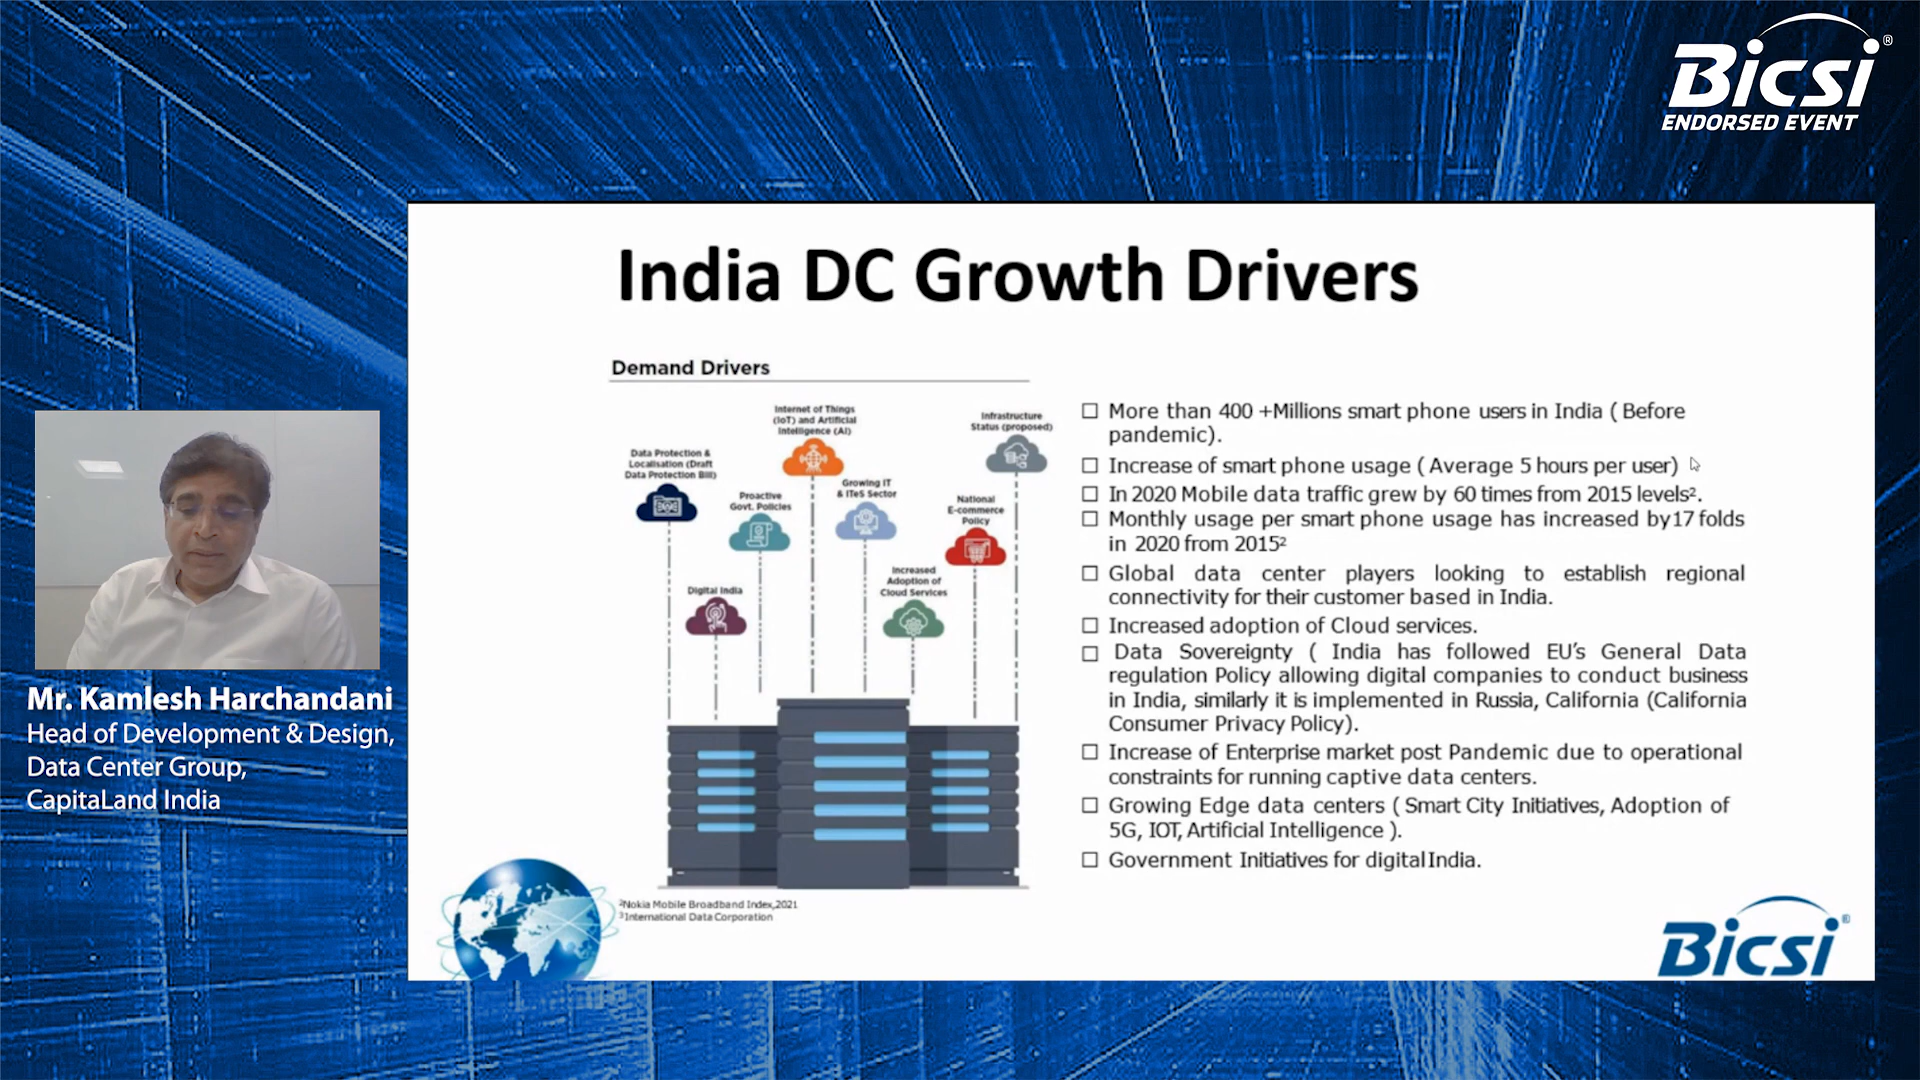 Bicsi®
ENDORSED EVENT
India DC Growth Drivers
Demand Drivers
Internet of Things
(IoT) and Artificial
Intelligence (AI)
Infrastructure
Status (proposed)
Data Protection &
Localisation (Draft
Data Protection Bill)
Growing IT
& ITeS Sector
Proactive
Govt. Policies
National
E-commerce
Policy
Increased
Adoption of
Cloud Services
Digital India
☐ More than 400 +Millions smart phone users in India ( Before
pandemic).
☐ Increase of smart phone usage ( Average 5 hours per user)
☐ In 2020 Mobile data traffic grew by 60 times from 2015 levels².
☐ Monthly usage per smart phone usage has increased by17 folds
in 2020 from 2015²
☐ Global data center players looking to establish regional
connectivity for their customer based in India.
☐ Increased adoption of Cloud services.
☐ Data Sovereignty ( India has followed EU’s General Data
regulation Policy allowing digital companies to conduct business
in India, similarly it is implemented in Russia, California (California
Consumer Privacy Policy).
☐ Increase of Enterprise market post Pandemic due to operational
constraints for running captive data centers.
☐ Growing Edge data centers ( Smart City Initiatives, Adoption of
5G, IOT, Artificial Intelligence ).
☐ Government Initiatives for digital India.
²Nokia Mobile Broadband Index,2021
³International Data Corporation
Bicsi®
Mr. Kamlesh Harchandani
Head of Development & Design,
Data Center Group,
CapitaLand India